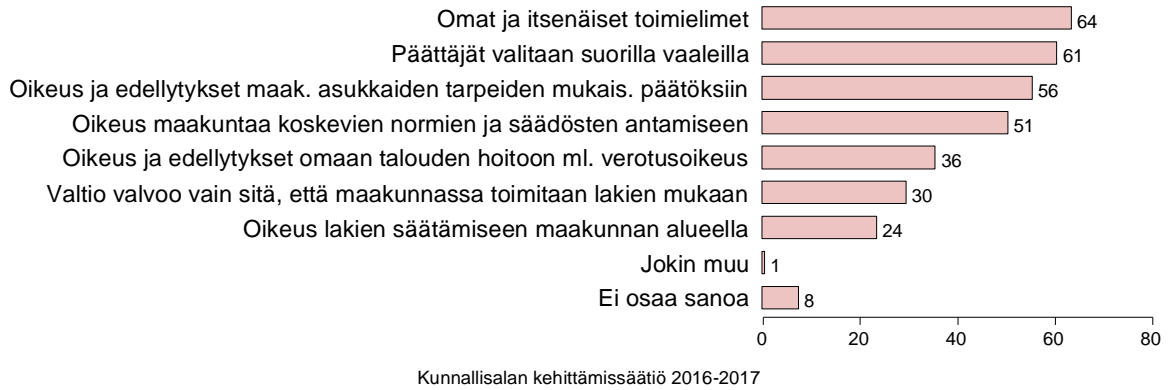 Omat ja itsenäiset toimielimet 64
Päättäjät valitaan suorilla vaaleilla 61
Oikeus ja edellytykset maak. asukkaiden tarpeiden mukais. päätöksiin 56
Oikeus maakuntaa koskevien normien ja säädösten antamiseen 51
Oikeus ja edellytykset omaan talouden hoitoon ml. verotusoikeus 36
Valtio valvoo vain sitä, että maakunnassa toimitaan lakien mukaan 30
Oikeus lakien säätämiseen maakunnan alueella 24
Jokin muu 1
Ei osaa sanoa 8
0 20 40 60 80
Kunnallisalan kehittämissäätiö 2016-2017